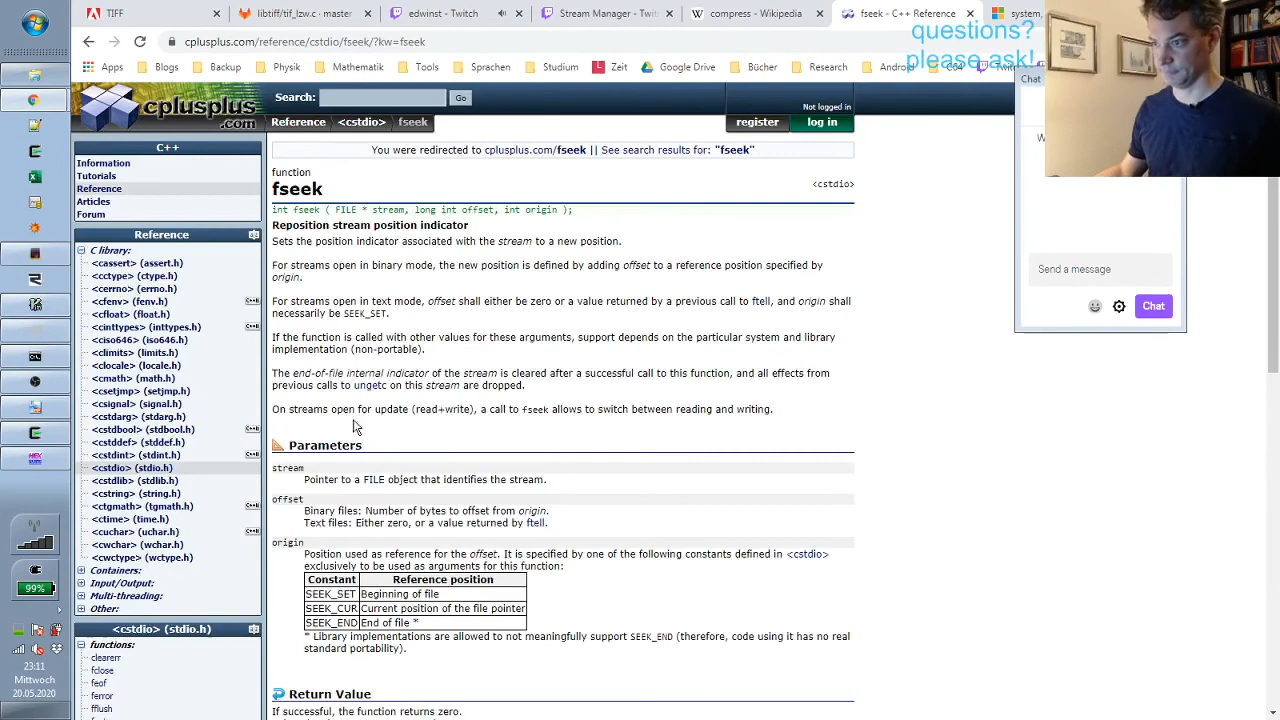 TIFF
libtiff/tif_lzw.c · master
edwinst - Twitch
Stream Manager - Twitch
compress - Wikipe
fseek - C++ Reference
system,
cplusplus.com/reference/cstdio/fseek/?kw=fseek
questions?
please ask!
Apps
Blogs
Reference
Tools
Sprachen
Studium
Zeit
Google Drive
Bücher
Research
Android
C64
Chat
cplusplus
.com
Search:
Go
Not logged in
Reference
<cstdio>
fseek
register
log in
C++
Information
Tutorials
Reference
Articles
Forum
Reference
C library:
<cassert> (assert.h)
<cctype> (ctype.h)
<cerrno> (errno.h)
<cfenv> (fenv.h)
<cfloat> (float.h)
<cinttypes> (inttypes.h)
<ciso646> (iso646.h)
<climits> (limits.h)
<clocale> (locale.h)
<cmath> (math.h)
<csetjmp> (setjmp.h)
<csignal> (signal.h)
<cstdarg> (stdarg.h)
<cstdbool> (stdbool.h)
<cstddef> (stddef.h)
<cstdint> (stdint.h)
<cstdio> (stdio.h)
<cstdlib> (stdlib.h)
<cstring> (string.h)
<ctgmath> (tgmath.h)
<ctime> (time.h)
<cuchar> (uchar.h)
<cwchar> (wchar.h)
<cwctype> (wctype.h)
Containers:
Input/Output:
Multi-threading:
Other:
<cstdio> (stdio.h)
functions:
clearerr
fclose
feof
ferror
fflush
You were redirected to cplusplus.com/fseek || See search results for: "fseek"
function
fseek
<cstdio>
int fseek ( FILE * stream, long int offset, int origin );
Reposition stream position indicator
Sets the position indicator associated with the stream to a new position.
For streams open in binary mode, the new position is defined by adding offset to a reference position specified by
origin.
For streams open in text mode, offset shall either be zero or a value returned by a previous call to ftell, and origin shall
necessarily be SEEK_SET.
If the function is called with other values for these arguments, support depends on the particular system and library
implementation (non-portable).
The end-of-file internal indicator of the stream is cleared after a successful call to this function, and all effects from
previous calls to ungetc on this stream are dropped.
On streams open for update (read+write), a call to fseek allows to switch between reading and writing.
Parameters
stream
Pointer to a FILE object that identifies the stream.
offset
Binary files: Number of bytes to offset from origin.
Text files: Either zero, or a value returned by ftell.
origin
Position used as reference for the offset. It is specified by one of the following constants defined in <cstdio>
exclusively to be used as arguments for this function:
Constant Reference position
SEEK_SET Beginning of file
SEEK_CUR Current position of the file pointer
SEEK_END End of file *
* Library implementations are allowed to not meaningfully support SEEK_END (therefore, code using it has no real
standard portability).
Return Value
If successful, the function returns zero.
Send a message
Chat
99%
23:11
Mittwoch
20.05.2020